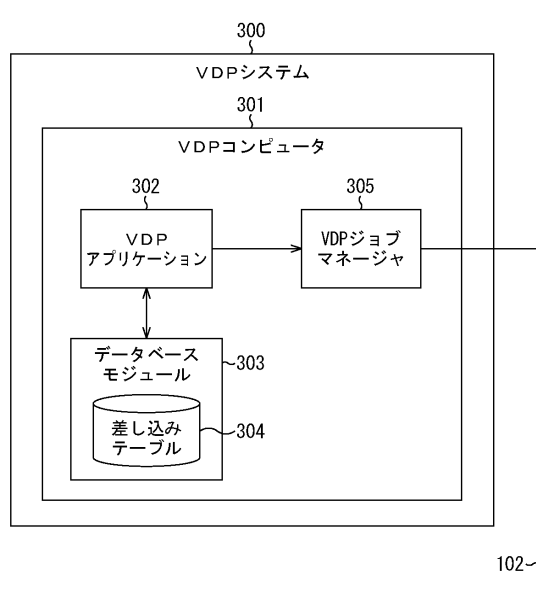 300
VDPシステム
301
VDPコンピュータ
302
305
VDP
アプリケーション
VDPジョブ
マネージャ
データベース
モジュール
303
差し込み
テーブル
304
102